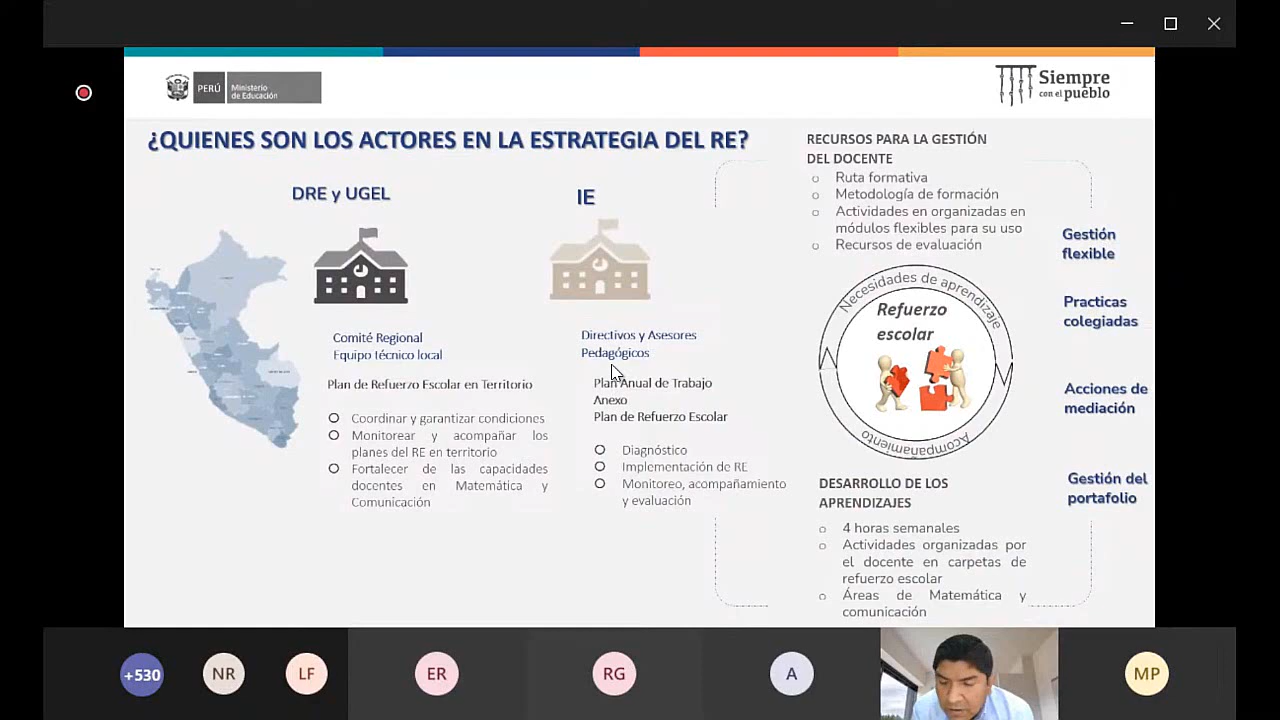 PERÚ
Ministerio
de Educación
Siempre
con el pueblo
¿QUIENES SON LOS ACTORES EN LA ESTRATEGIA DEL RE?
DRE y UGEL
Comité Regional
Equipo técnico local
Plan de Refuerzo Escolar en Territorio
Coordinar y garantizar condiciones
Monitorear y acompañar los
planes del RE en territorio
Fortalecer de las capacidades
docentes en Matemática y
Comunicación
IE
Directivos y Asesores
Pedagógicos
Plan Anual de Trabajo
Anexo
Plan de Refuerzo Escolar
Diagnóstico
Implementación de RE
Monitoreo, acompañamiento
y evaluación
RECURSOS PARA LA GESTIÓN
DEL DOCENTE
Ruta formativa
Metodología de formación
Actividades en organizadas en
módulos flexibles para su uso
Recursos de evaluación
Necesidades de aprendizaje
Refuerzo
escolar
Acompañamiento
DESARROLLO DE LOS
APRENDIZAJES
4 horas semanales
Actividades organizadas por
el docente en carpetas de
refuerzo escolar
Áreas de Matemática y
comunicación
Gestión
flexible
Practicas
colegiadas
Acciones de
mediación
Gestión del
portafolio
+530
NR
LF
ER
RG
A
MP